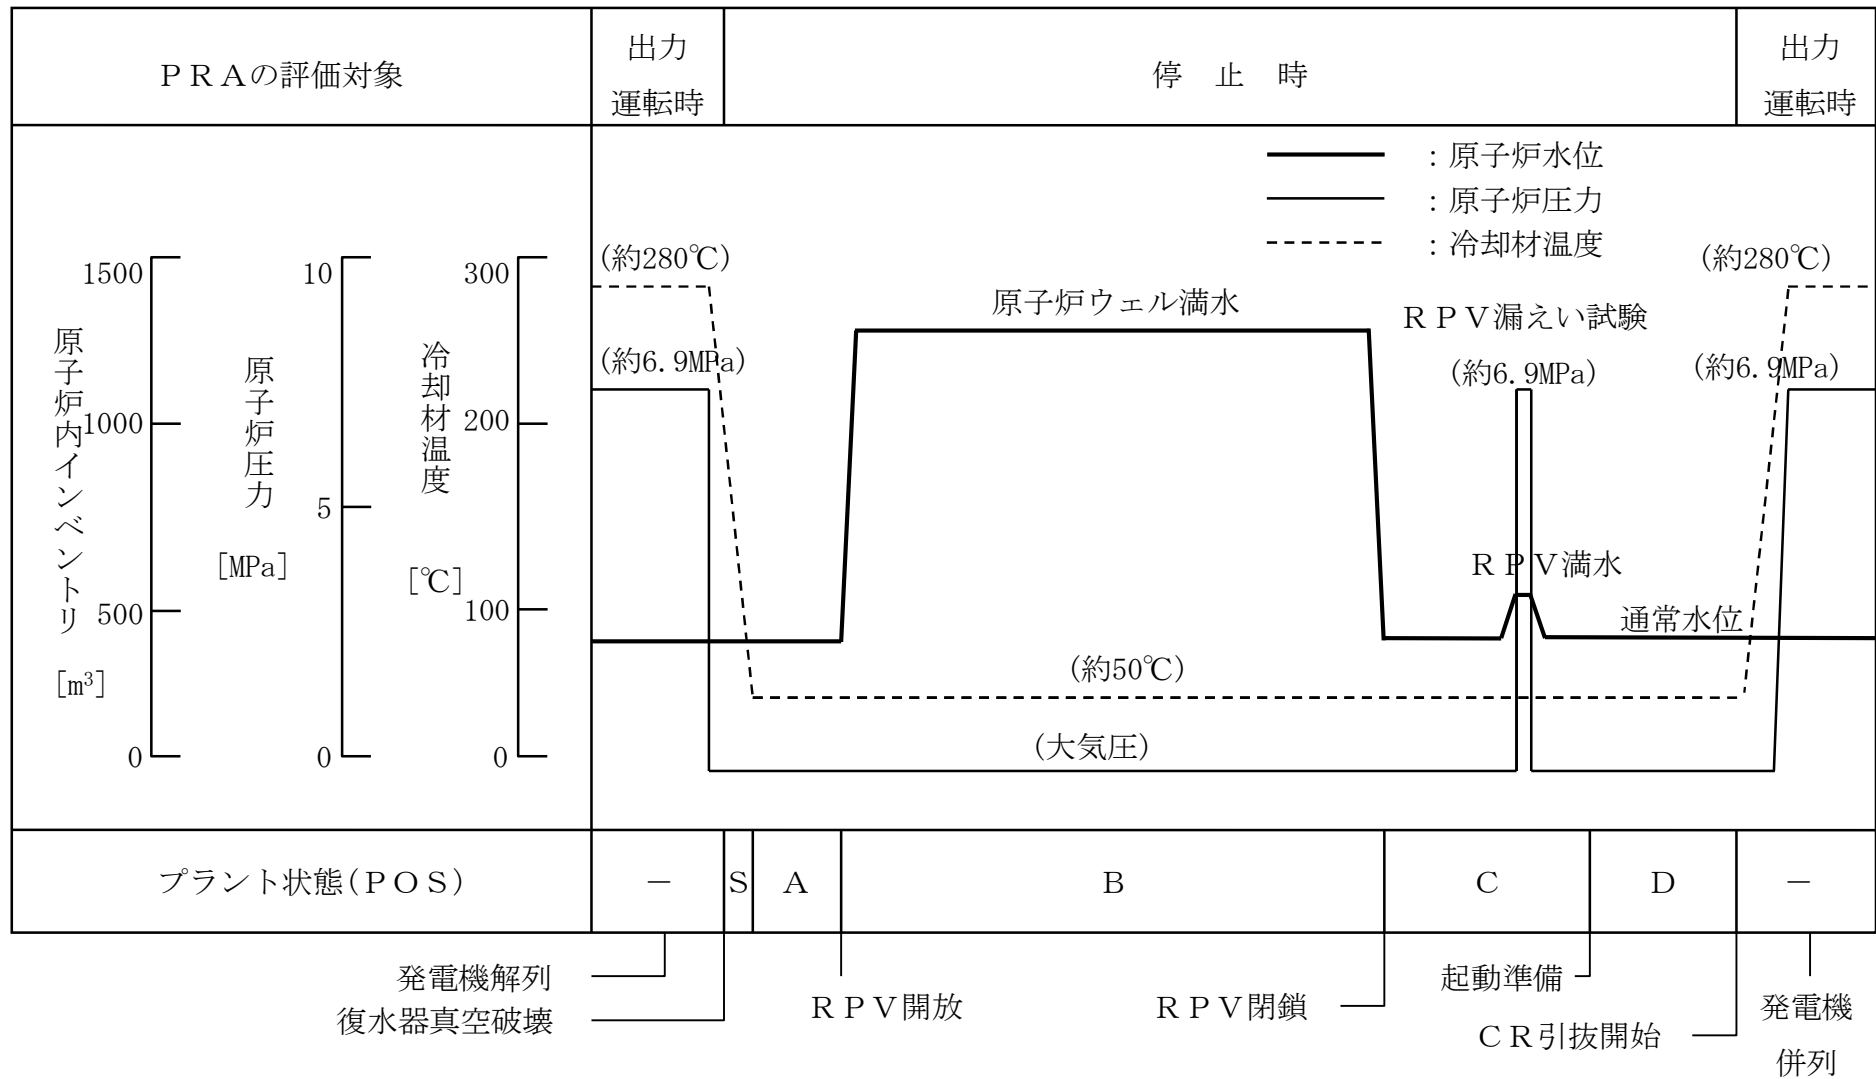 ＰＲＡの評価対象
出力
運転時
停 止 時
出力
運転時
：原子炉水位
：原子炉圧力
：冷却材温度
1500
1000
500
0
原子炉内インベントリ
[m³]
10
5
0
原子炉圧力
[MPa]
300
200
100
0
冷却材温度
[℃]
(約280℃)
(約6.9MPa)
原子炉ウェル満水
ＲＰＶ漏えい試験
(約6.9MPa)
(約280℃)
(約6.9MPa)
ＲＰＶ満水
通常水位
(約50℃)
(大気圧)
プラント状態(ＰＯＳ)
－
S
A
B
C
D
－
発電機解列
復水器真空破壊
ＲＰＶ開放
ＲＰＶ閉鎖
起動準備
ＣＲ引抜開始
発電機
併列